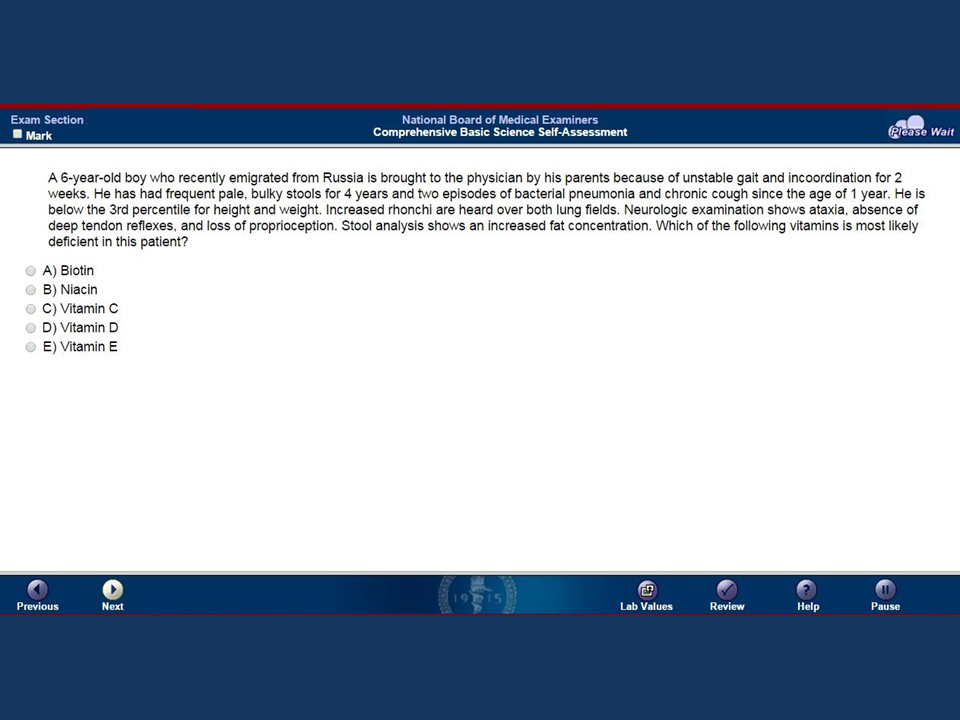 Exam Section
Mark
National Board of Medical Examiners
Comprehensive Basic Science Self-Assessment
Please Wait
A 6-year-old boy who recently emigrated from Russia is brought to the physician by his parents because of unstable gait and incoordination for 2
weeks. He has had frequent pale, bulky stools for 4 years and two episodes of bacterial pneumonia and chronic cough since the age of 1 year. He is
below the 3rd percentile for height and weight. Increased rhonchi are heard over both lung fields. Neurologic examination shows ataxia, absence of
deep tendon reflexes, and loss of proprioception. Stool analysis shows an increased fat concentration. Which of the following vitamins is most likely
deficient in this patient?
A) Biotin
B) Niacin
C) Vitamin C
D) Vitamin D
E) Vitamin E
Previous
Next
1915
Lab Values
Review
Help
Pause